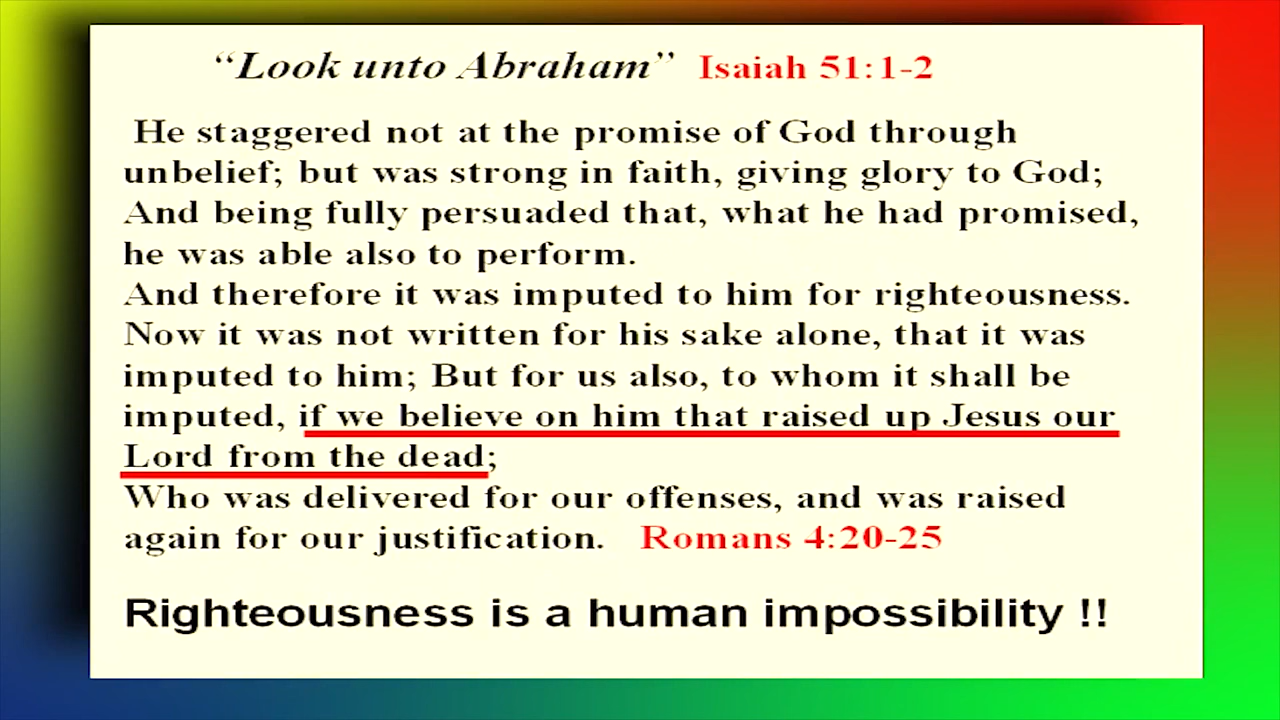 “Look unto Abraham” Isaiah 51:1-2
He staggered not at the promise of God through
unbelief; but was strong in faith, giving glory to God;
And being fully persuaded that, what he had promised,
he was able also to perform.
And therefore it was imputed to him for righteousness.
Now it was not written for his sake alone, that it was
imputed to him; But for us also, to whom it shall be
imputed, if we believe on him that raised up Jesus our
Lord from the dead;
Who was delivered for our offenses, and was raised
again for our justification. Romans 4:20-25
Righteousness is a human impossibility !!